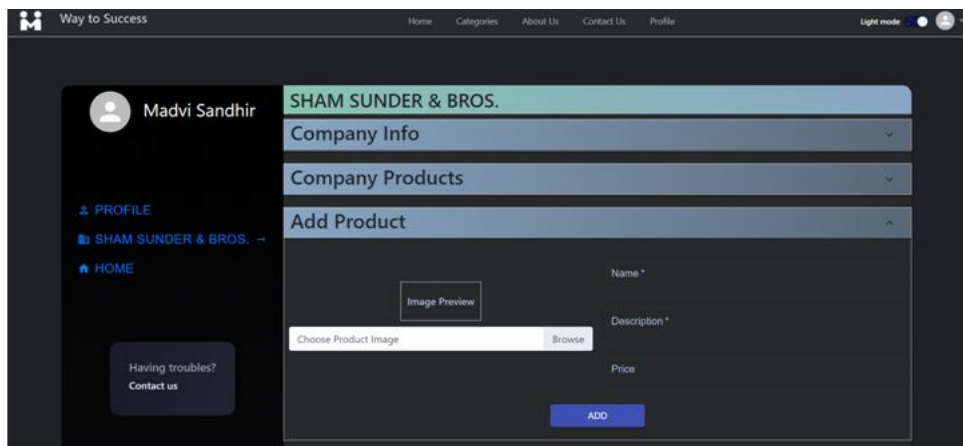 Way to Success
Home Categories About Us Contact Us Profile
Light mode
Madvi Sandhir
PROFILE
SHAM SUNDER & BROS. →
HOME
Having troubles?
Contact us
SHAM SUNDER & BROS.
Company Info
Company Products
Add Product
Image Preview
Choose Product Image Browse
Name *
Description *
Price
ADD